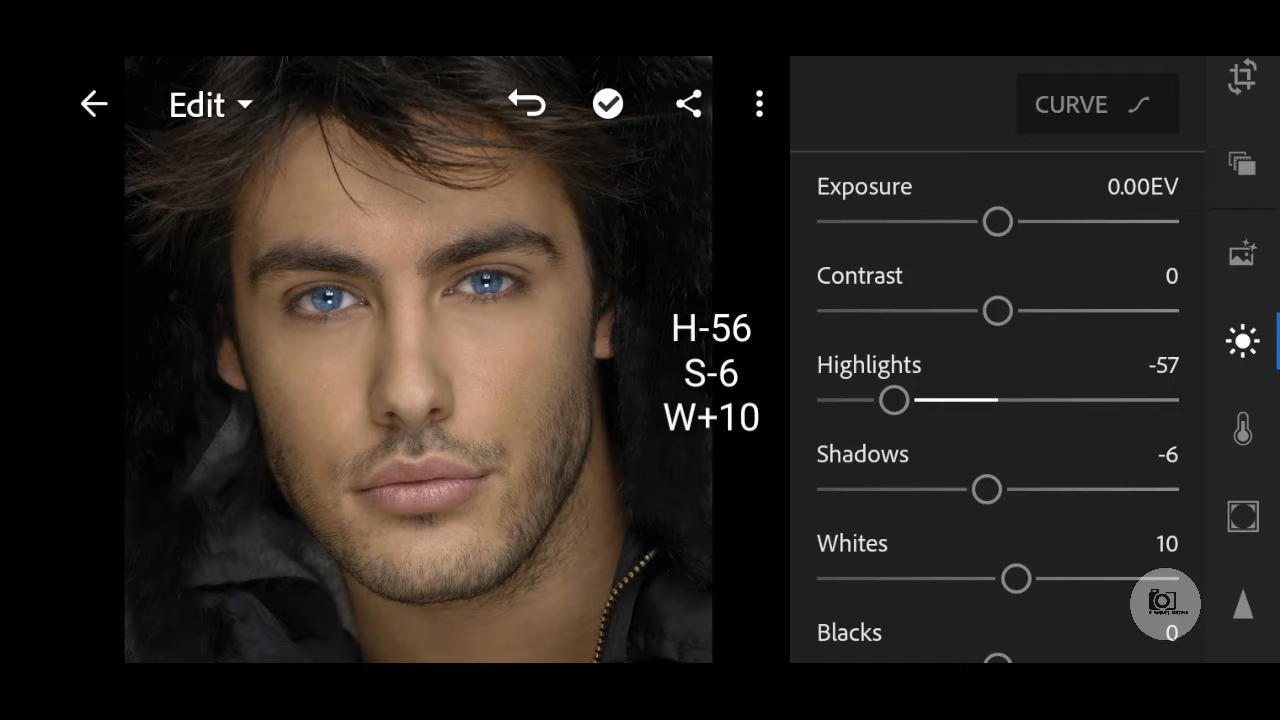 Edit
CURVE
Exposure 0.00EV
Contrast 0
Highlights -57
H-56
S-6
W+10
Shadows -6
Whites 10
Blacks 0